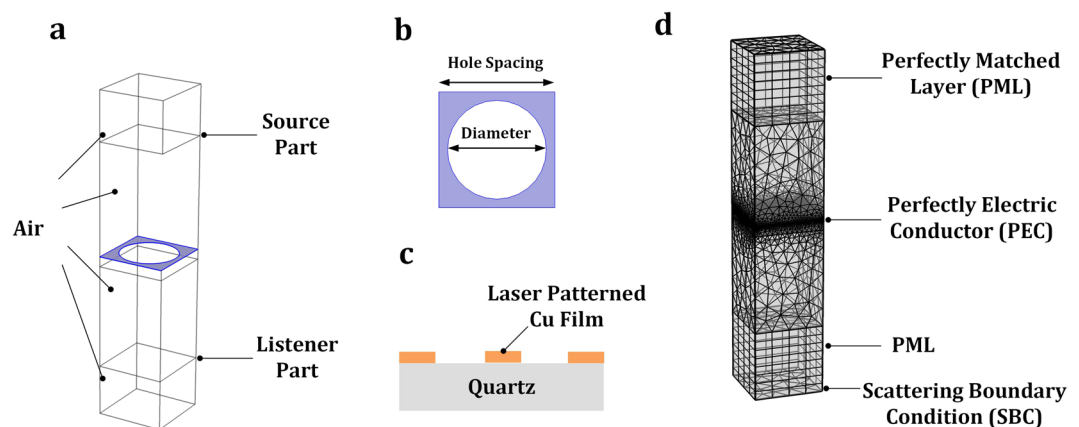 a
Source
Part
Air
Listener
Part
b
Hole Spacing
Diameter
c
Laser Patterned
Cu Film
Quartz
d
Perfectly Matched
Layer (PML)
Perfectly Electric
Conductor (PEC)
PML
Scattering Boundary
Condition (SBC)